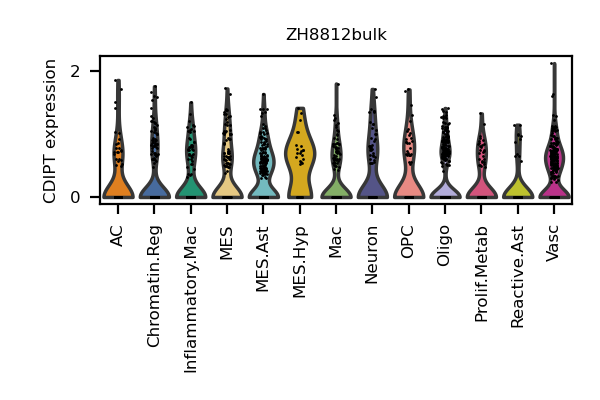 ZH8812bulk
CDIPT expression
2
0
AC
Chromatin.Reg
Inflammatory.Mac
MES
MES.Ast
MES.Hyp
Mac
Neuron
OPC
Oligo
Prolif.Metab
Reactive.Ast
Vasc